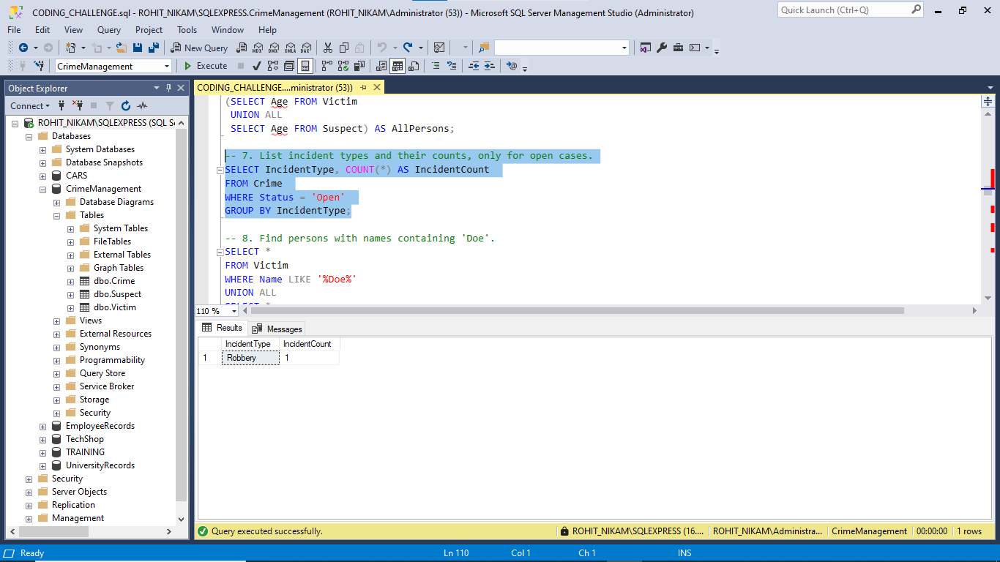 CODING_CHALLENGE.sql - ROHIT_NIKAM\SQLEXPRESS.CrimeManagement (ROHIT_NIKAM\Administrator (53)) - Microsoft SQL Server Management Studio (Administrator)
Quick Launch (Ctrl+Q)
File Edit View Query Project Tools Window Help
New Query MDX DMX XMLA DAX
CrimeManagement Execute
Object Explorer
Connect
ROHIT_NIKAM\SQLEXPRESS (SQL Se
Databases
System Databases
Database Snapshots
CARS
CrimeManagement
Database Diagrams
Tables
System Tables
FileTables
External Tables
Graph Tables
dbo.Crime
dbo.Suspect
dbo.Victim
Views
External Resources
Synonyms
Programmability
Query Store
Service Broker
Storage
Security
EmployeeRecords
TechShop
TRAINING
UniversityRecords
Security
Server Objects
Replication
Management
CODING_CHALLENGE....ministrator (53))
(SELECT Age FROM Victim
UNION ALL
SELECT Age FROM Suspect) AS AllPersons;
-- 7. List incident types and their counts, only for open cases.
SELECT IncidentType, COUNT(*) AS IncidentCount
FROM Crime
WHERE Status = 'Open'
GROUP BY IncidentType;
-- 8. Find persons with names containing 'Doe'.
SELECT *
FROM Victim
WHERE Name LIKE '%Doe%'
UNION ALL
SELECT *
110 %
Results Messages
IncidentType IncidentCount
1 Robbery 1
Query executed successfully. ROHIT_NIKAM\SQLEXPRESS (16.... ROHIT_NIKAM\Administra... CrimeManagement 00:00:00 1 rows
Ready Ln 110 Col 1 Ch 1 INS